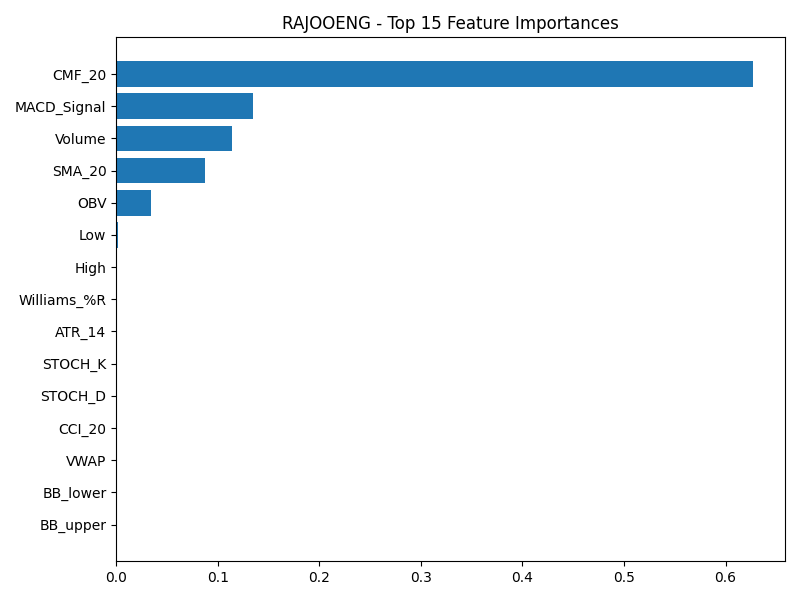 RAJOOENG - Top 15 Feature Importances
CMF_20
MACD_Signal
Volume
SMA_20
OBV
Low
High
Williams_%R
ATR_14
STOCH_K
STOCH_D
CCI_20
VWAP
BB_lower
BB_upper
0.0 0.1 0.2 0.3 0.4 0.5 0.6